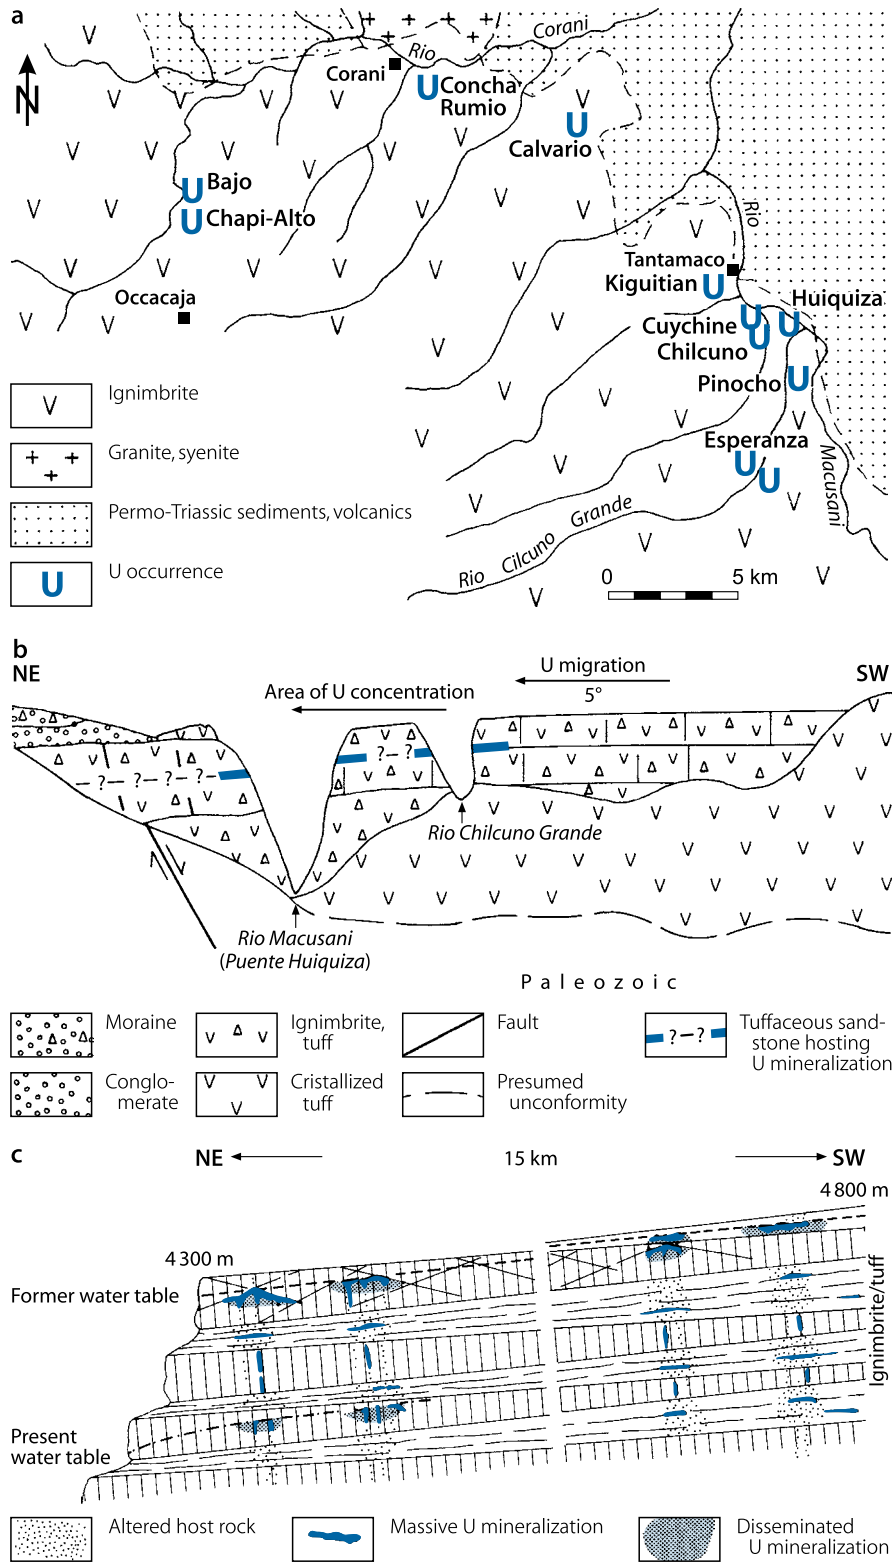 a
N
Rio
Corani
Corani
U
Concha
Rumio
U
Calvario
U
Bajo
U
Chapi-Alto
Occacaja
Rio
Tantamaco
Kiguitian
U
Huiquiza
U
U
Cuychine
U
Chilcuno
Pinocho
U
Esperanza
U
U
Macusani
Rio Cilcuno Grande
0
5 km
Ignimbrite
Granite, syenite
Permo-Triassic sediments, volcanics
U
U occurrence
b
NE
SW
U migration
5°
Area of U concentration
?–?
?–?–?–?
Rio Chilcuno Grande
Rio Macusani
(Puente Huiquiza)
Paleozoic
Moraine
Ignimbrite,
tuff
Fault
?–?
Tuffaceous sand-
stone hosting
U mineralization
Conglo-
merate
Cristallized
tuff
Presumed
unconformity
c
NE
15 km
SW
4 800 m
4 300 m
Former water table
Ignimbrite/tuff
Present
water table
Altered host rock
Massive U mineralization
Disseminated
U mineralization